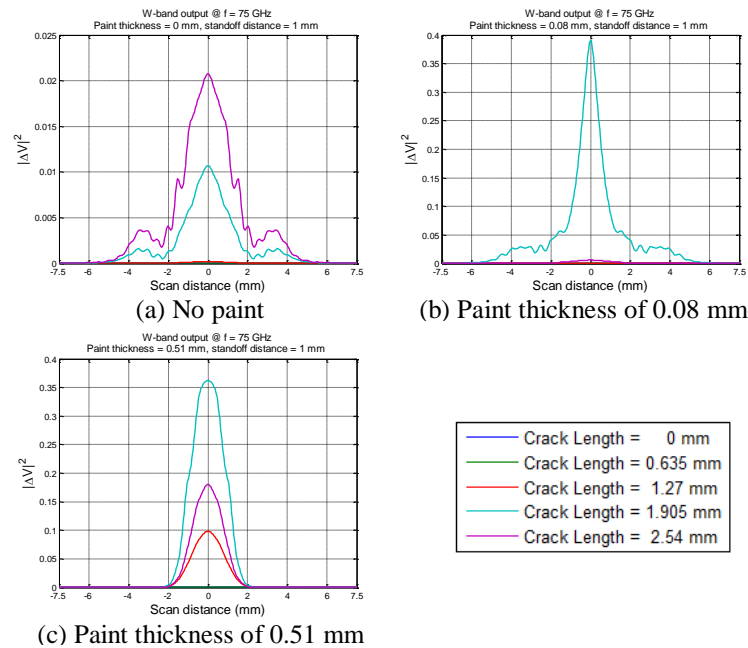 W-band output @ f = 75 GHz
Paint thickness = 0 mm, standoff distance = 1 mm
0.025
0.02
0.015
0.01
0.005
0
|ΔV|²
-7.5 -6 -4 -2 0 2 4 6 7.5
Scan distance (mm)
(a) No paint
W-band output @ f = 75 GHz
Paint thickness = 0.08 mm, standoff distance = 1 mm
0.4
0.35
0.3
0.25
0.2
0.15
0.1
0.05
0
|ΔV|²
-7.5 -6 -4 -2 0 2 4 6 7.5
Scan distance (mm)
(b) Paint thickness of 0.08 mm
W-band output @ f = 75 GHz
Paint thickness = 0.51 mm, standoff distance = 1 mm
0.4
0.35
0.3
0.25
0.2
0.15
0.1
0.05
0
|ΔV|²
-7.5 -6 -4 -2 0 2 4 6 7.5
Scan distance (mm)
(c) Paint thickness of 0.51 mm
Crack Length = 0 mm
Crack Length = 0.635 mm
Crack Length = 1.27 mm
Crack Length = 1.905 mm
Crack Length = 2.54 mm